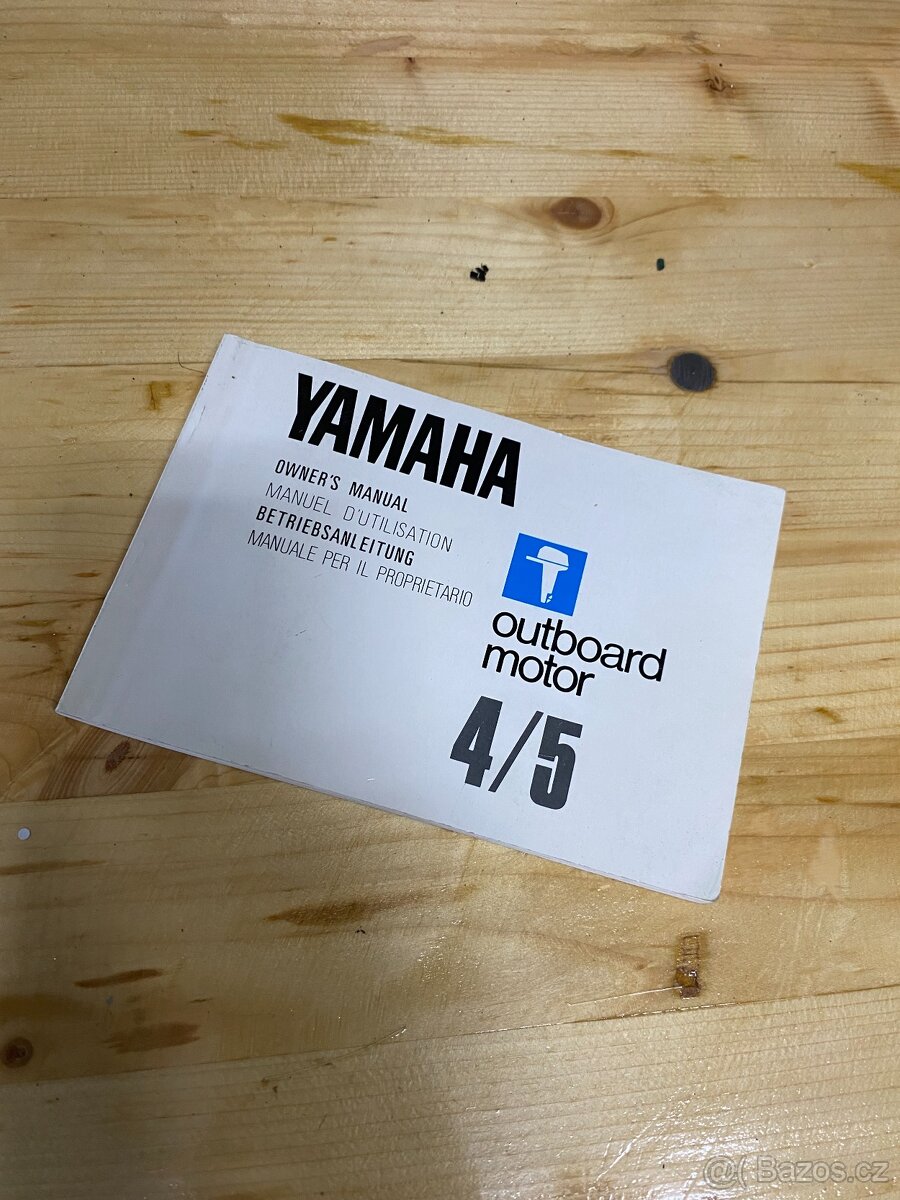 YAMAHA
OWNER'S MANUAL
MANUEL D'UTILISATION
BETRIEBSANLEITUNG
MANUALE PER IL PROPRIETARIO
outboard
motor
4/5
@( Bazos.cz